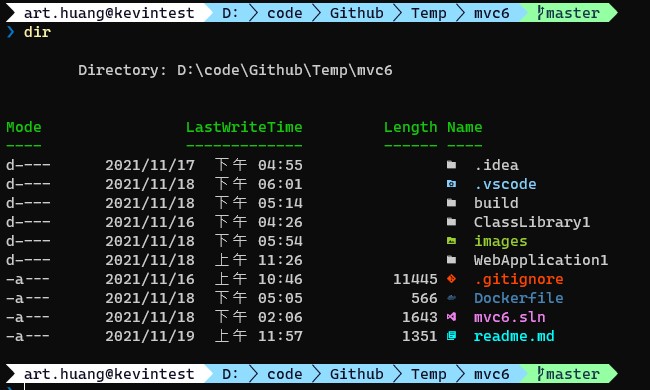 art.huang@kevintest D: code Github Temp mvc6 master
❯ dir
Directory: D:\code\Github\Temp\mvc6
Mode LastWriteTime Length Name
---- ------------- ------ ----
d---- 2021/11/17 下午 04:55 .idea
d---- 2021/11/18 下午 06:01 .vscode
d---- 2021/11/18 下午 05:14 build
d---- 2021/11/16 下午 04:26 ClassLibrary1
d---- 2021/11/18 下午 05:54 images
d---- 2021/11/18 上午 11:26 WebApplication1
-a--- 2021/11/16 上午 10:46 11445 .gitignore
-a--- 2021/11/18 下午 05:05 566 Dockerfile
-a--- 2021/11/18 下午 02:06 1643 mvc6.sln
-a--- 2021/11/19 上午 11:57 1351 readme.md
art.huang@kevintest D: code Github Temp mvc6 master